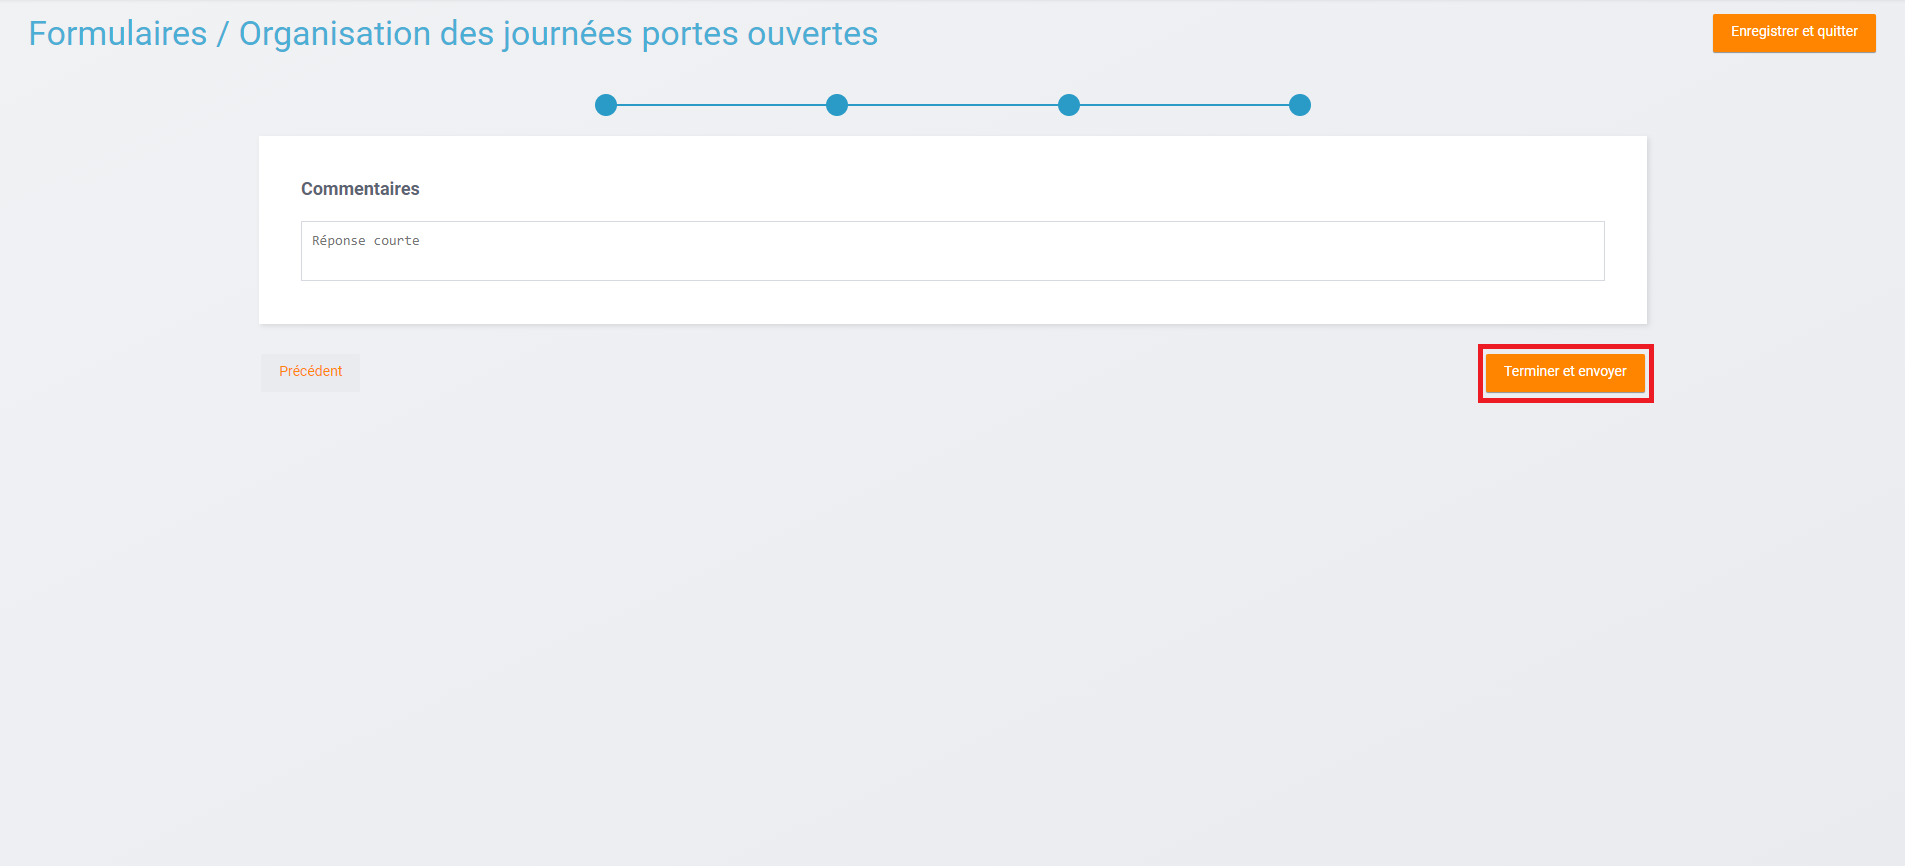 Formulaires / Organisation des journées portes ouvertes
Enregistrer et quitter
Commentaires
Réponse courte
Précédent
Terminer et envoyer